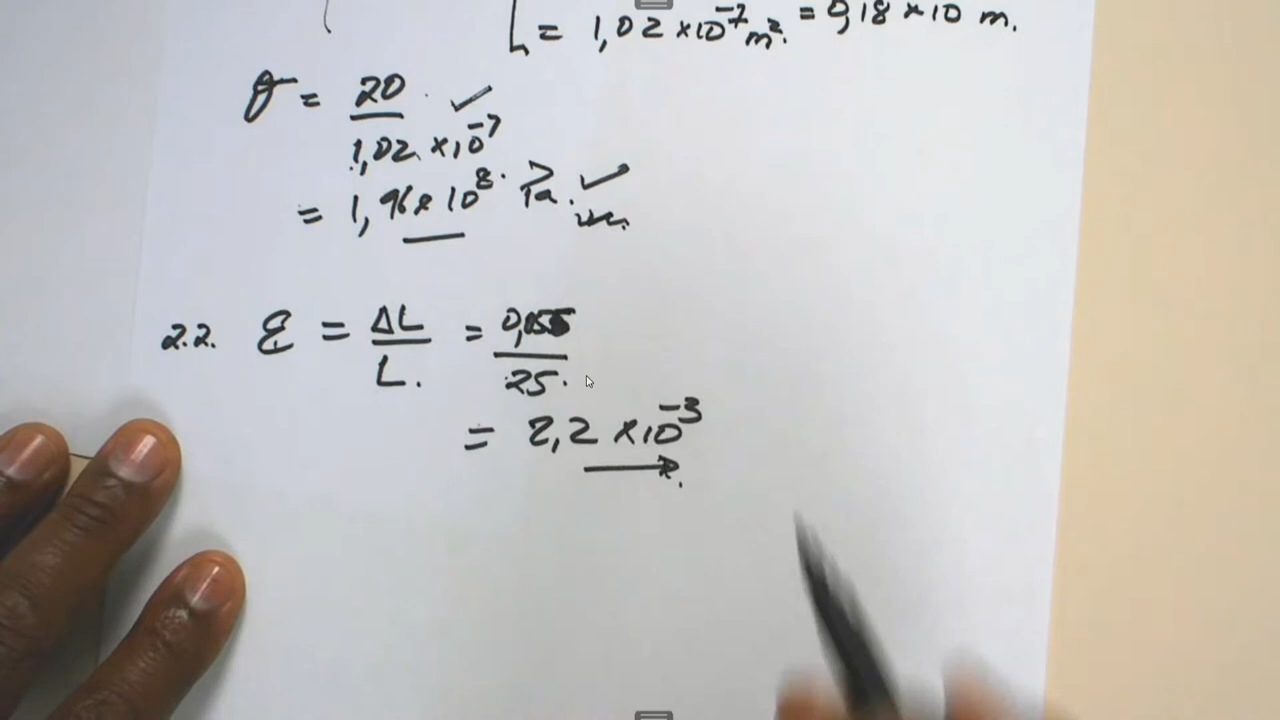 = 1,02 ×10⁻⁷ m². = 0,18 ×10 m.
σ = 20 / 1,02 ×10⁻⁷ ✓
= 1,96 × 10⁸ Pa. ✓
2.2. ε = ΔL / L. = 0,055 / 25.
= 2,2 ×10⁻³